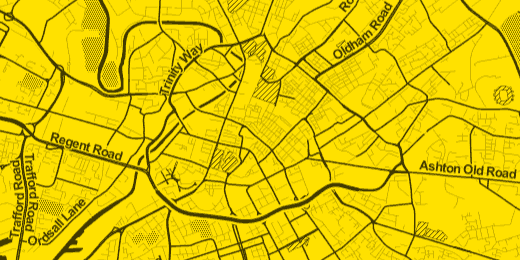 Oldham Road
Trinity Way
Regent Road
Ashton Old Road
Trafford Road
Trafford Road
Ordsall Lane